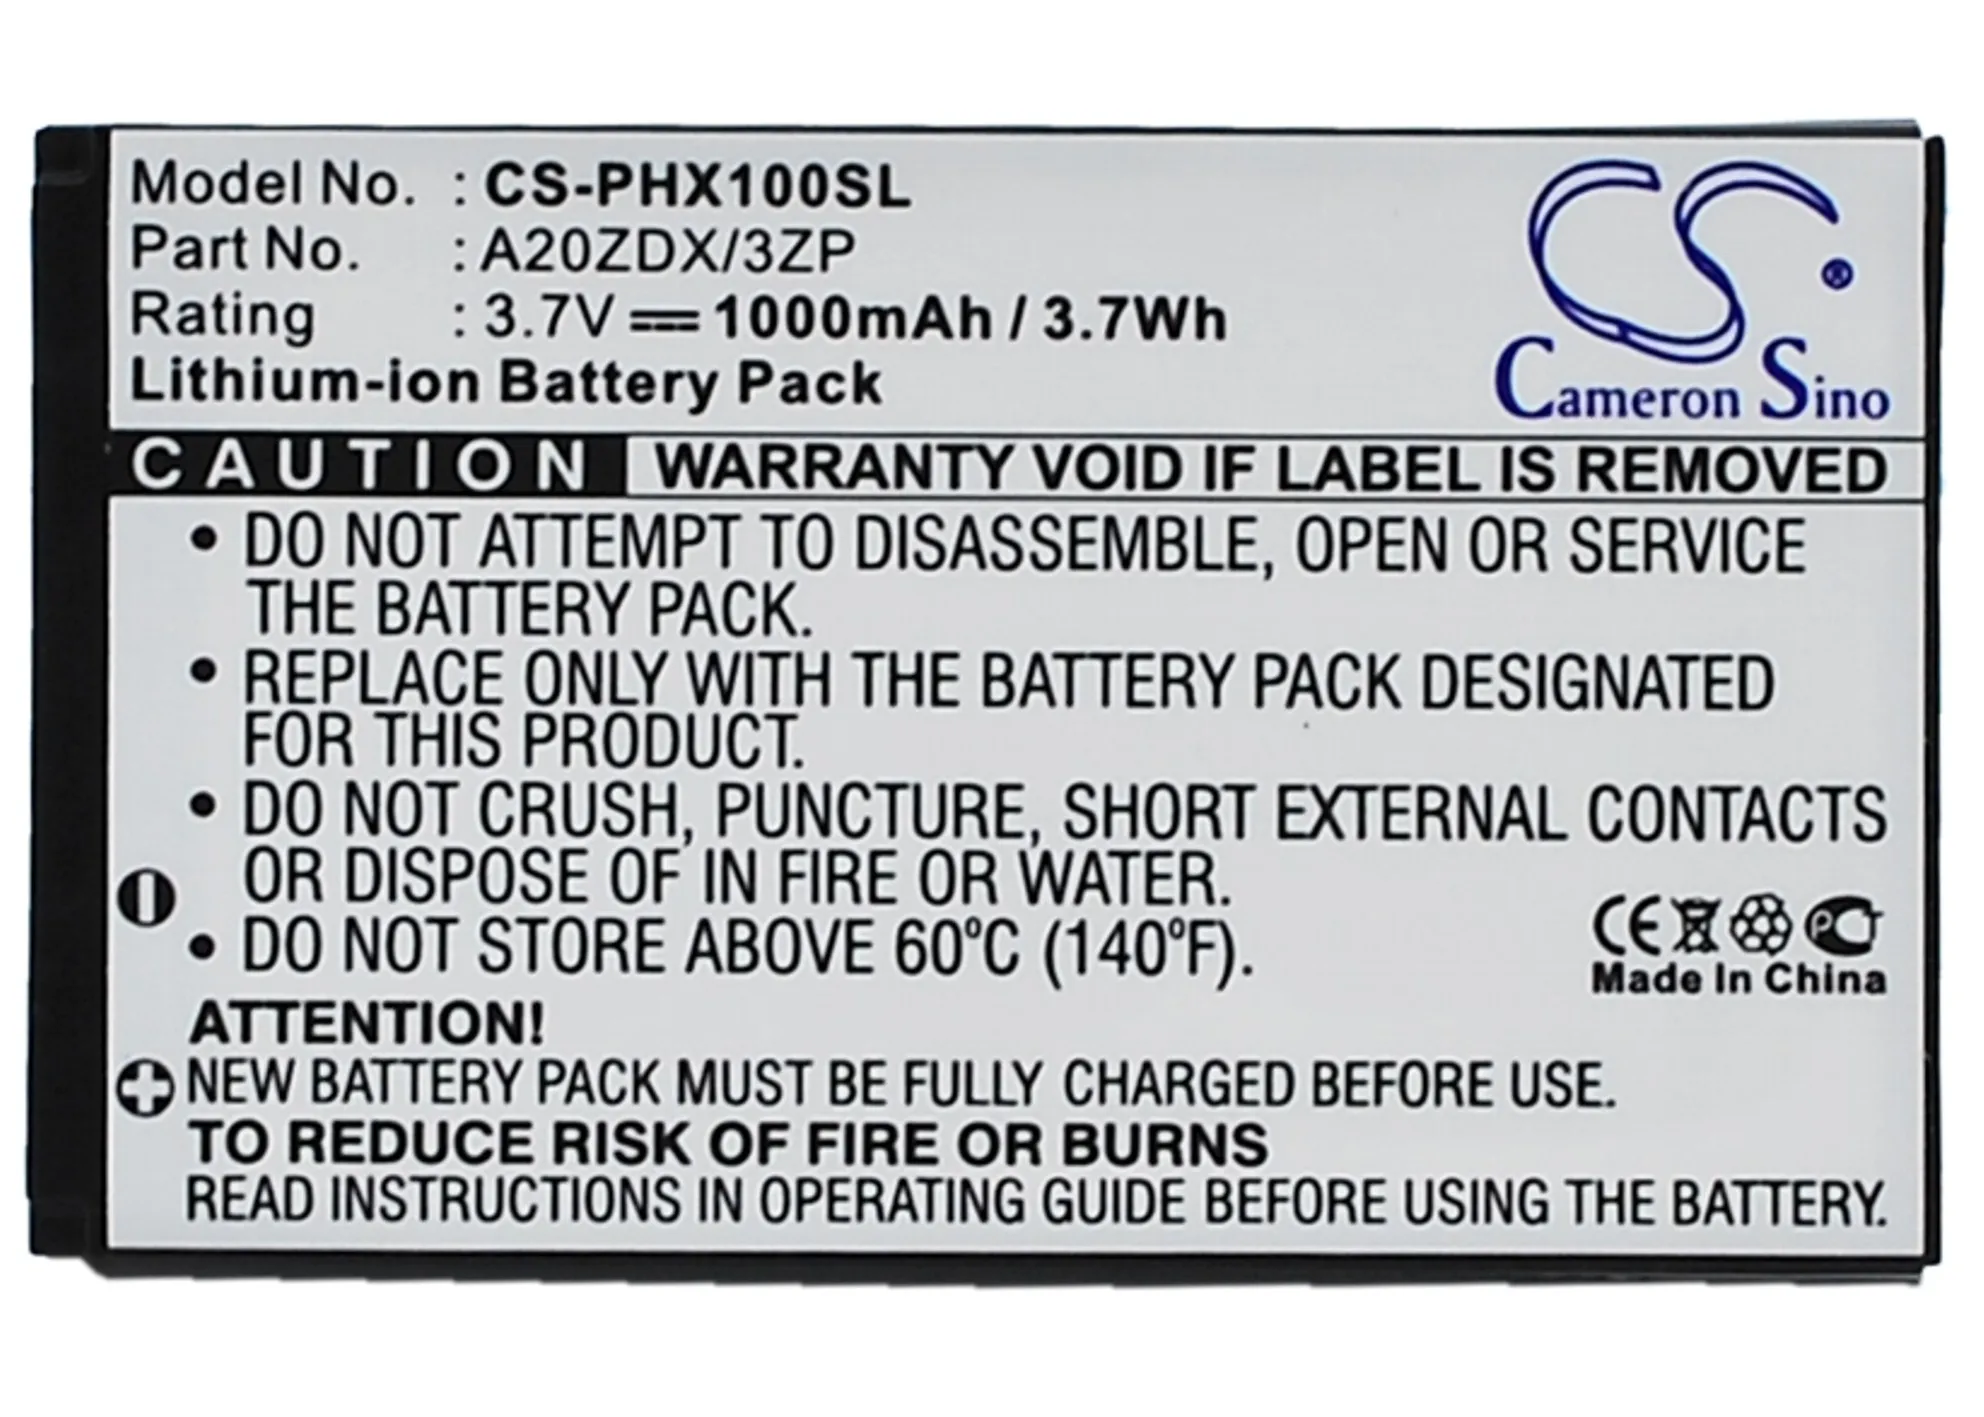 Model No. : CS-PHX100SL
Part No. : A20ZDX/3ZP
Rating : 3.7V 1000mAh / 3.7Wh
Lithium-ion Battery Pack
CS ®
Cameron Sino
CAUTION WARRANTY VOID IF LABEL IS REMOVED
• DO NOT ATTEMPT TO DISASSEMBLE, OPEN OR SERVICE
THE BATTERY PACK.
• REPLACE ONLY WITH THE BATTERY PACK DESIGNATED
FOR THIS PRODUCT.
• DO NOT CRUSH, PUNCTURE, SHORT EXTERNAL CONTACTS
OR DISPOSE OF IN FIRE OR WATER.
• DO NOT STORE ABOVE 60°C (140°F).
CE
Made In China
ATTENTION!
NEW BATTERY PACK MUST BE FULLY CHARGED BEFORE USE.
TO REDUCE RISK OF FIRE OR BURNS
READ INSTRUCTIONS IN OPERATING GUIDE BEFORE USING THE BATTERY.